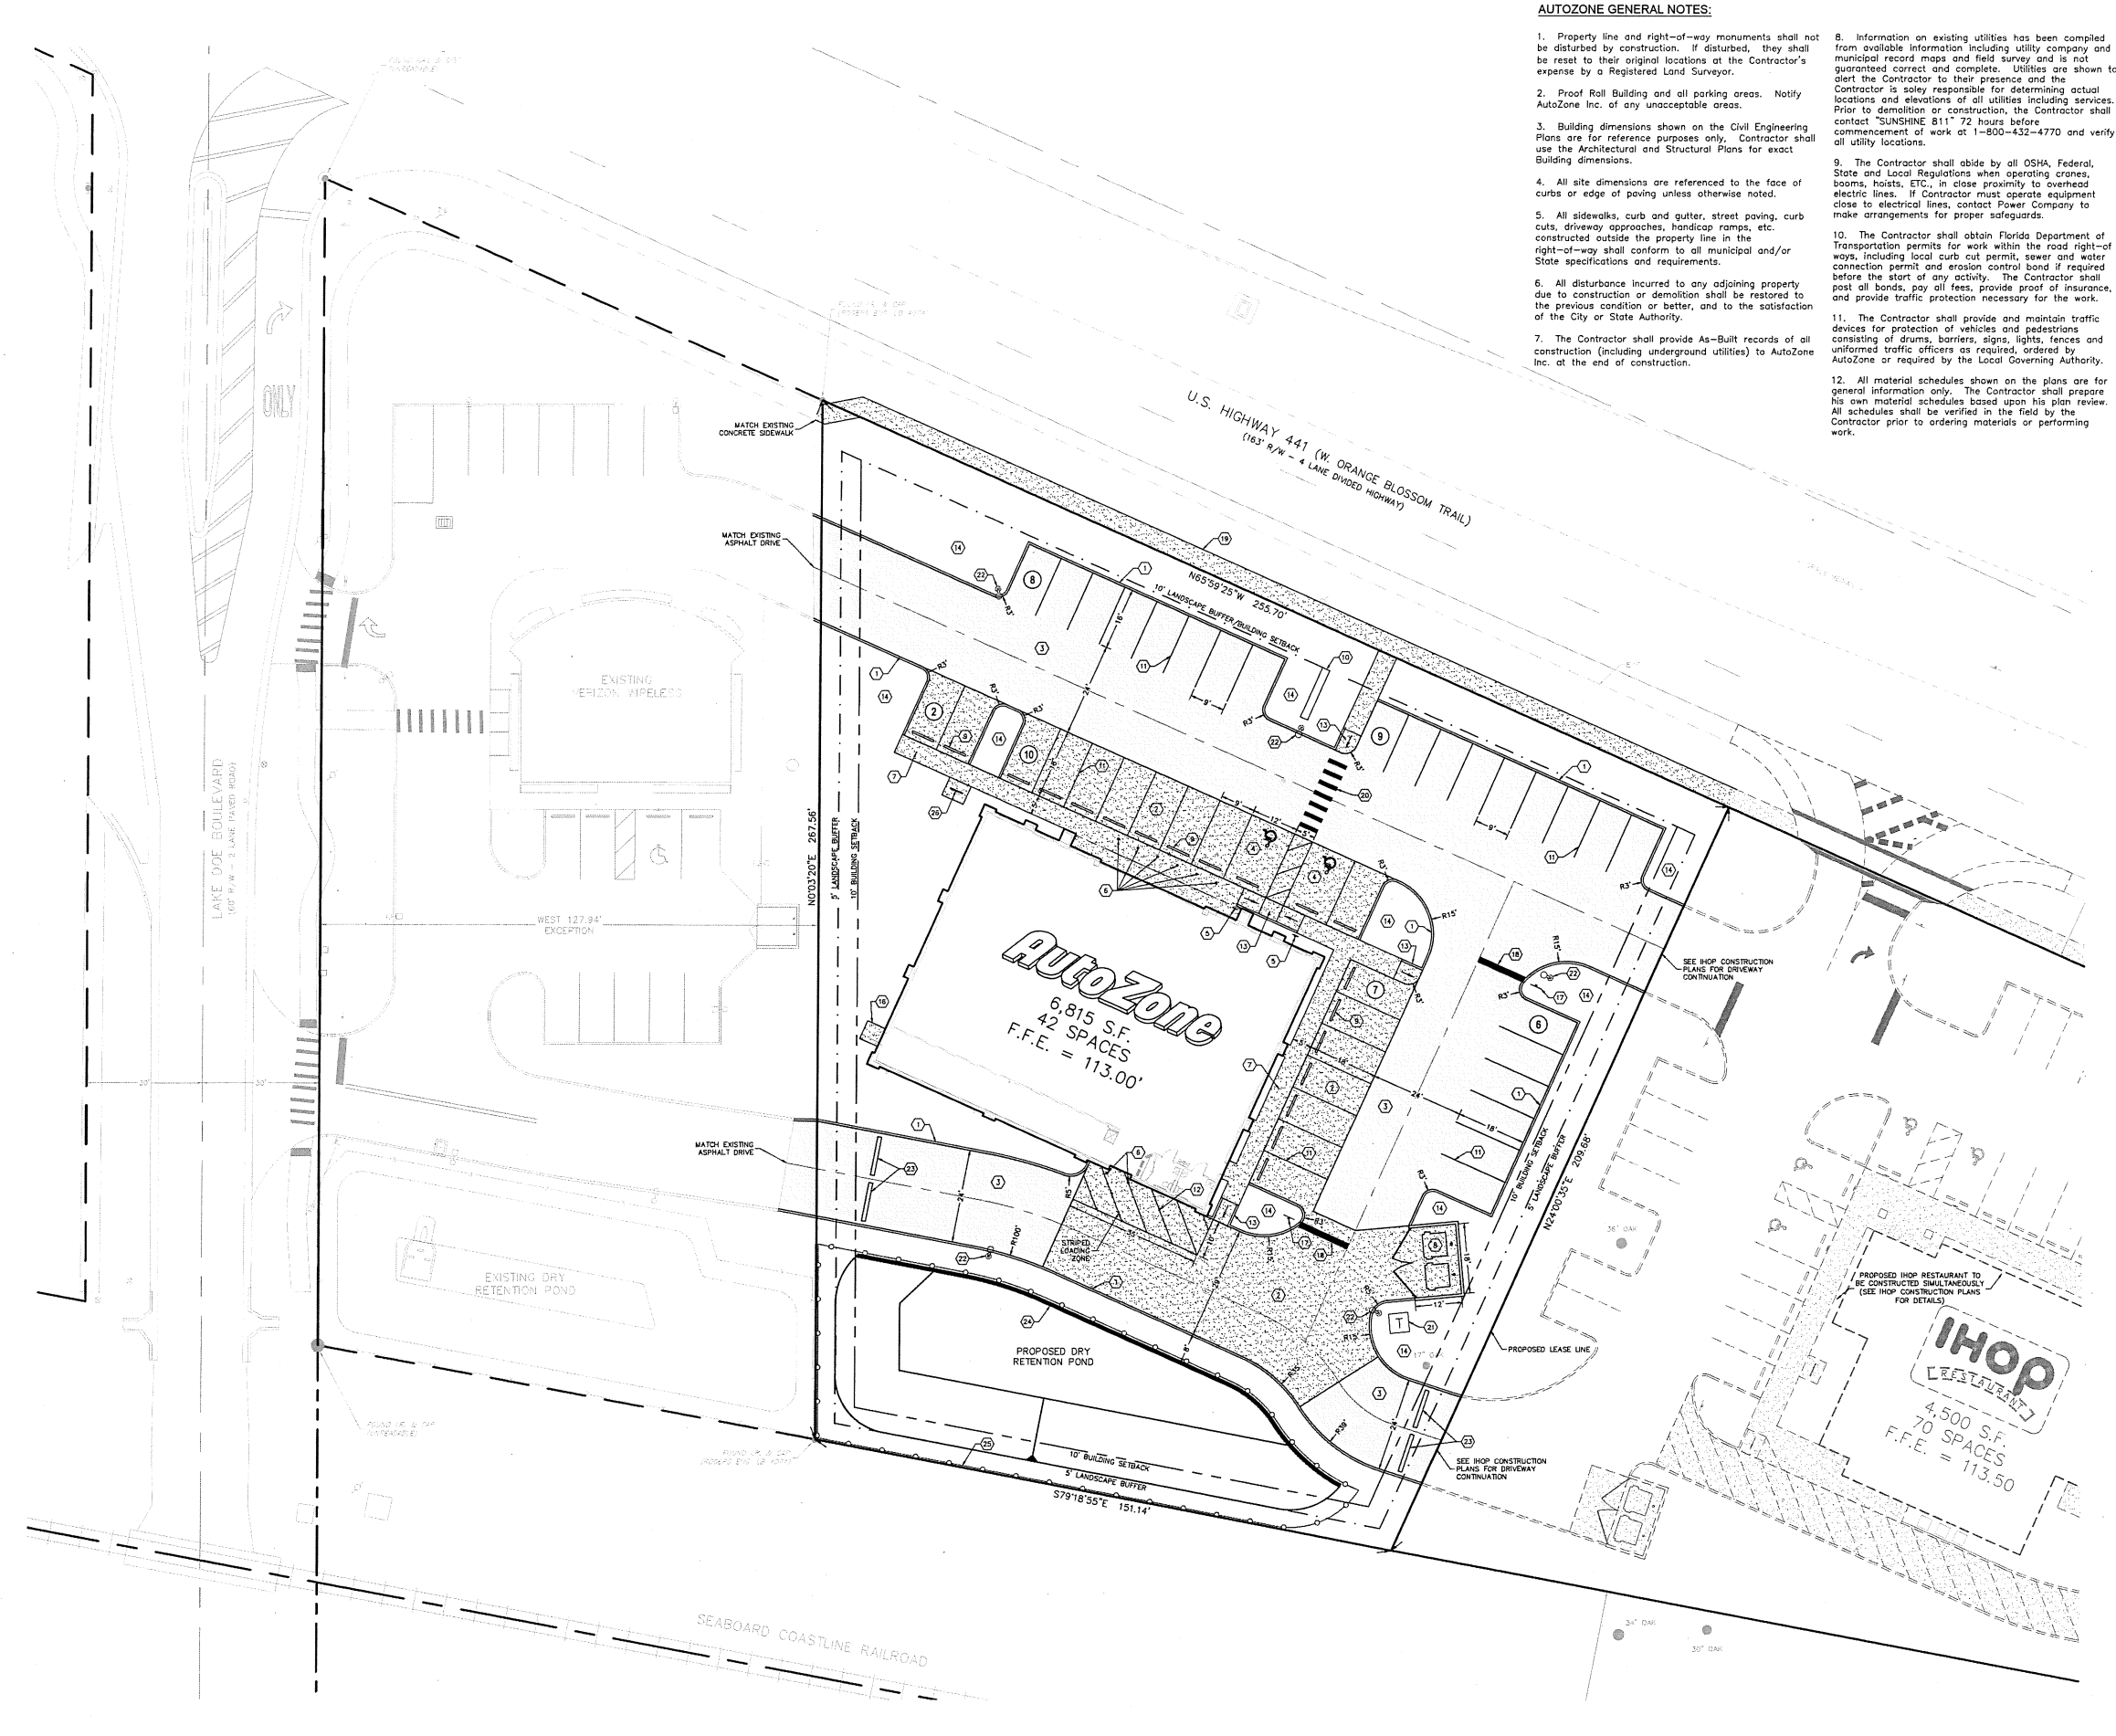 AUTOZONE GENERAL NOTES:
1. Property line and right-of-way monuments shall not
be disturbed by construction. If disturbed, they shall
be reset to their original locations at the Contractor's
expense by a Registered Land Surveyor.
2. Proof Roll Building and all parking areas. Notify
AutoZone Inc. of any unacceptable areas.
3. Building dimensions shown on the Civil Engineering
Plans are for reference purposes only, Contractor shall
use the Architectural and Structural Plans for exact
Building dimensions.
4. All site dimensions are referenced to the face of
curbs or edge of paving unless otherwise noted.
5. All sidewalks, curb and gutter, street paving, curb
cuts, driveway approaches, handicap ramps, etc.
constructed outside the property line in the
right-of-way shall conform to all municipal and/or
State specifications and requirements.
6. All disturbance incurred to any adjoining property
due to construction or demolition shall be restored to
the previous condition or better, and to the satisfaction
of the City or State Authority.
7. The Contractor shall provide As-Built records of all
construction (including underground utilities) to AutoZone
Inc. at the end of construction.
8. Information on existing utilities has been compiled
from available information including utility company and
municipal record maps and field survey and is not
guaranteed correct and complete. Utilities are shown to
alert the Contractor to their presence and the
Contractor is soley responsible for determining actual
locations and elevations of all utilities including services.
Prior to demolition or construction, the Contractor shall
contact "SUNSHINE 811" 72 hours before
commencement of work at 1-800-432-4770 and verify
all utility locations.
9. The Contractor shall abide by all OSHA, Federal,
State and Local Regulations when operating cranes,
booms, hoists, ETC., in close proximity to overhead
electric lines. If Contractor must operate equipment
close to electrical lines, contact Power Company to
make arrangements for proper safeguards.
10. The Contractor shall obtain Florida Department of
Transportation permits for work within the road right-of
ways, including local curb cut permit, sewer and water
connection permit and erosion control bond if required
before the start of any activity. The Contractor shall
post all bonds, pay all fees, provide proof of insurance,
and provide traffic protection necessary for the work.
11. The Contractor shall provide and maintain traffic
devices for protection of vehicles and pedestrians
consisting of drums, barriers, signs, lights, fences and
uniformed traffic officers as required, ordered by
AutoZone or required by the Local Governing Authority.
12. All material schedules shown on the plans are for
general information only. The Contractor shall prepare
his own material schedules based upon his plan review.
All schedules shall be verified in the field by the
Contractor prior to ordering materials or performing
work.
U.S. HIGHWAY 441 (W. ORANGE BLOSSOM TRAIL)
(163' R/W - 4 LANE DIVIDED HIGHWAY)
ONLY
MATCH EXISTING
CONCRETE SIDEWALK
MATCH EXISTING
ASPHALT DRIVE
N65°59'25"W 255.70'
10' LANDSCAPE BUFFER/BUILDING SETBACK
EXISTING
VERIZON WIRELESS
LAKE DOE BOULEVARD
(60' R/W - 2 LANE PAVED ROAD)
WEST 127.94'
EXCEPTION
N0°03'20"E 267.56'
5' LANDSCAPE BUFFER
10' BUILDING SETBACK
AutoZone
6,815 S.F.
42 SPACES
F.F.E. = 113.00'
SEE IHOP CONSTRUCTION
PLANS FOR DRIVEWAY
CONTINUATION
10' BUILDING SETBACK
5' LANDSCAPE BUFFER
N24°00'35"E 209.68'
MATCH EXISTING
ASPHALT DRIVE
STRIPED
LOADING
ZONE
EXISTING DRY
RETENTION POND
PROPOSED DRY
RETENTION POND
PROPOSED LEASE LINE
36" OAK
17" OAK
PROPOSED IHOP RESTAURANT TO
BE CONSTRUCTED SIMULTANEOUSLY
(SEE IHOP CONSTRUCTION PLANS
FOR DETAILS)
IHOP
RESTAURANT
4,500 S.F.
70 SPACES
F.F.E. = 113.50
SEE IHOP CONSTRUCTION
PLANS FOR DRIVEWAY
CONTINUATION
10' BUILDING SETBACK
5' LANDSCAPE BUFFER
S79°18'55"E 151.14'
SEABOARD COASTLINE RAILROAD
34" OAK
30" OAK